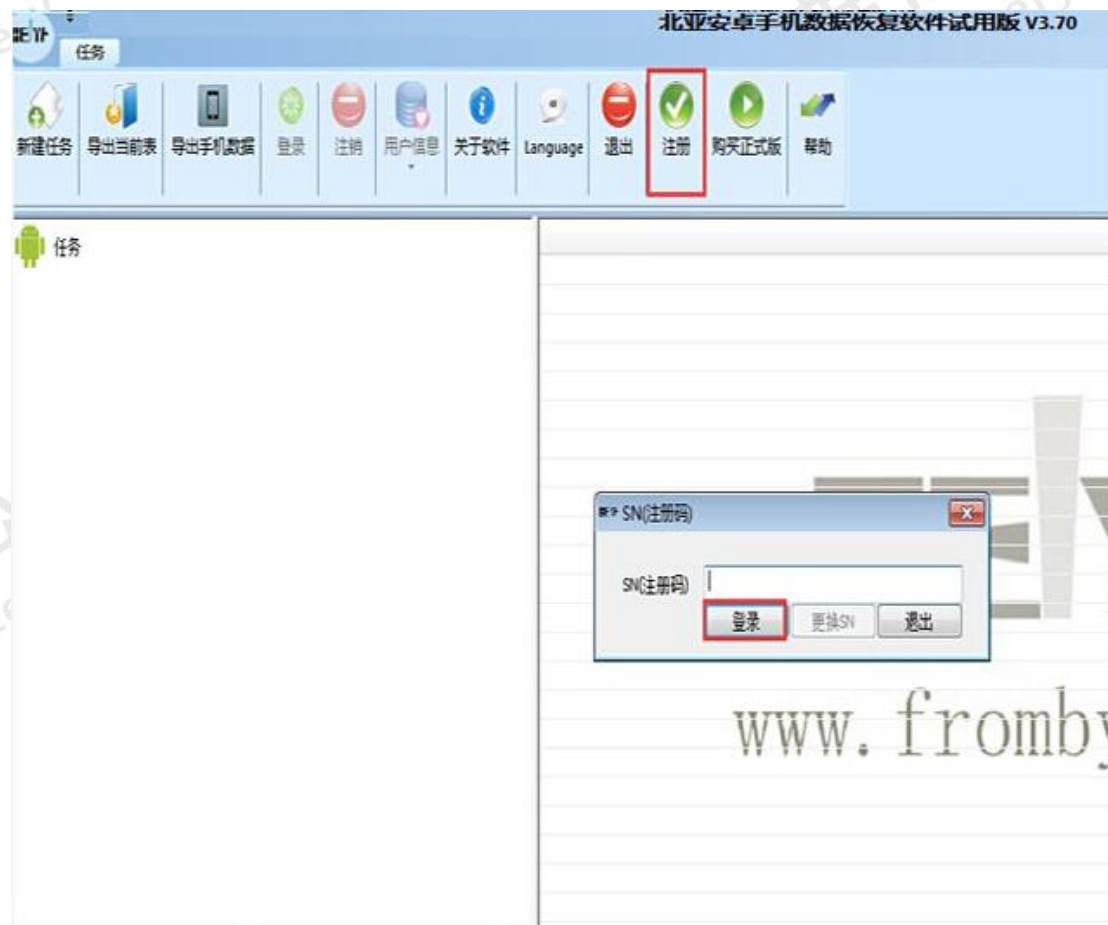 北亚安卓手机数据恢复软件试用版 V3.70
任务
新建任务 导出当前表 导出手机数据 登录 注销 用户信息 关于软件 Language 退出 注册 购买正式版 帮助
任务
SN(注册码)
SN(注册码)
登录 更换SN 退出
www.fromby